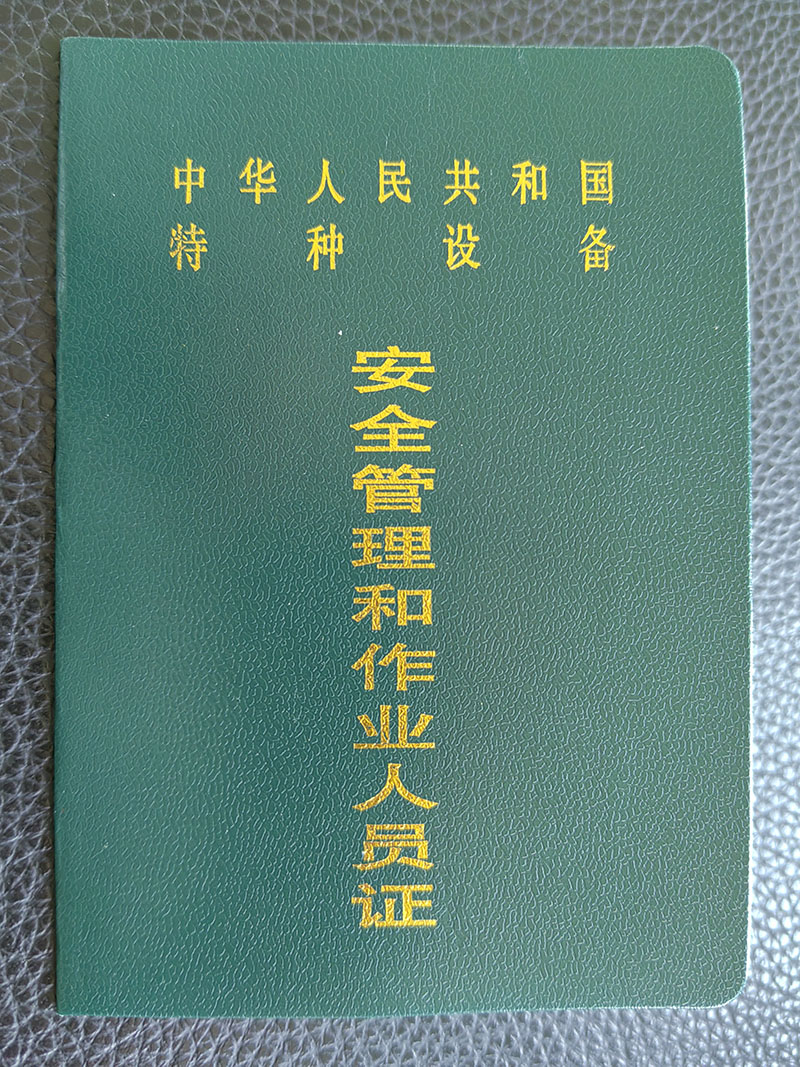 中华人民共和国
特种设备
安全管理和作业人员证